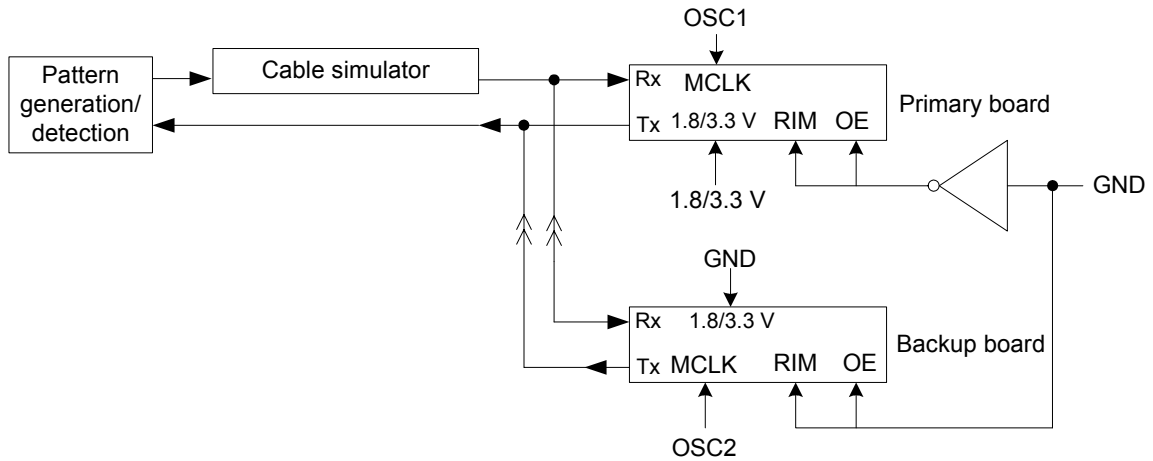 OSC1
Pattern
generation/
detection
Cable simulator
Rx MCLK
Tx 1.8/3.3 V RIM OE
Primary board
1.8/3.3 V
GND
GND
Rx 1.8/3.3 V
Tx MCLK RIM OE
Backup board
OSC2